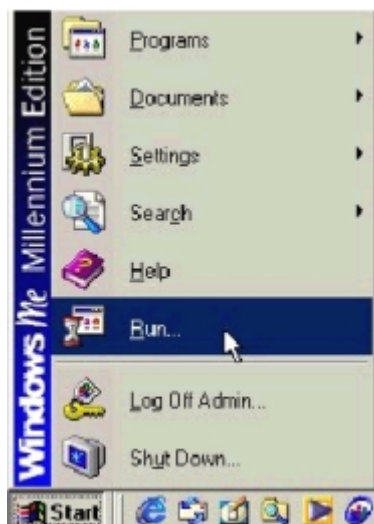 Windows Me Millennium Edition
Programs
Documents
Settings
Search
Help
Run...
Log Off Admin...
Shut Down...
Start